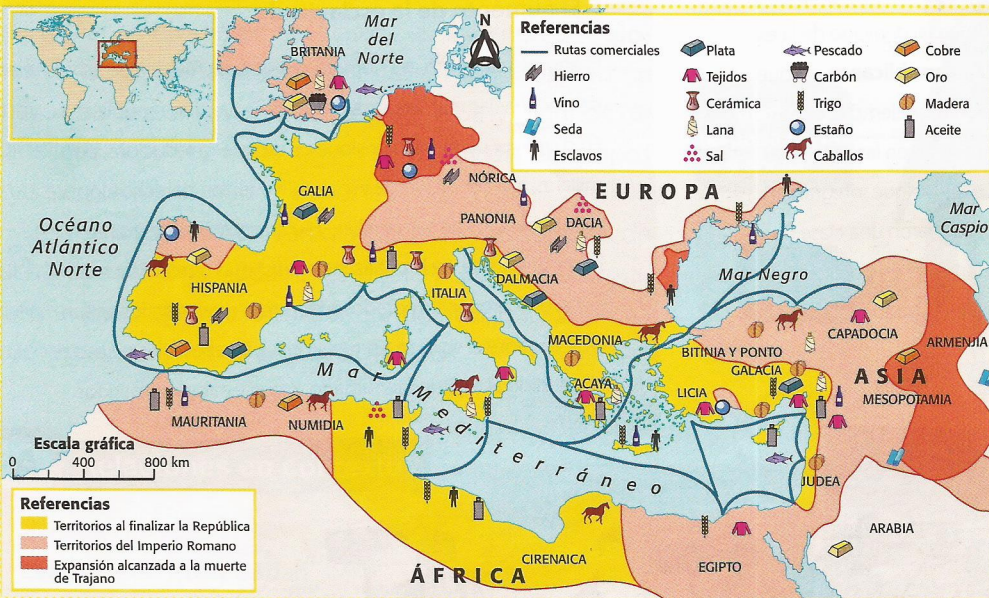 Mar
del
Norte
N
BRITANIA
Referencias
Rutas comerciales
Hierro
Vino
Seda
Esclavos
Plata
Tejidos
Cerámica
Lana
Sal
Pescado
Carbón
Trigo
Estaño
Caballos
Cobre
Oro
Madera
Aceite
EUROPA
NÓRICA
GALIA
PANONIA
DACIA
Mar
Caspio
Océano
Atlántico
Norte
Mar Negro
HISPANIA
ITALIA
DALMACIA
CAPADOCIA
ARMENIA
MACEDONIA
BITINIA Y PONTO
GALACIA
ASIA
Mar Mediterráneo
ACAYA
LICIA
MESOPOTAMIA
MAURITANIA
NUMIDIA
Escala gráfica
0 400 800 km
JUDEA
Referencias
Territorios al finalizar la República
Territorios del Imperio Romano
Expansión alcanzada a la muerte
de Trajano
ARABIA
CIRENAICA
EGIPTO
ÁFRICA